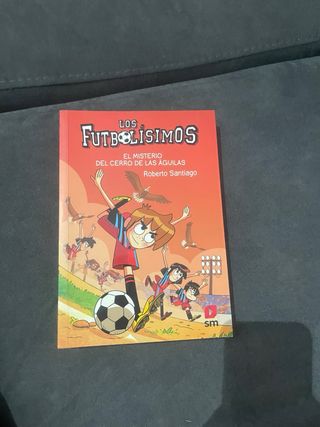 LOS
FUTBOLÍSIMOS
EL MISTERIO
DEL CERRO DE LAS ÁGUILAS
Roberto Santiago
sm